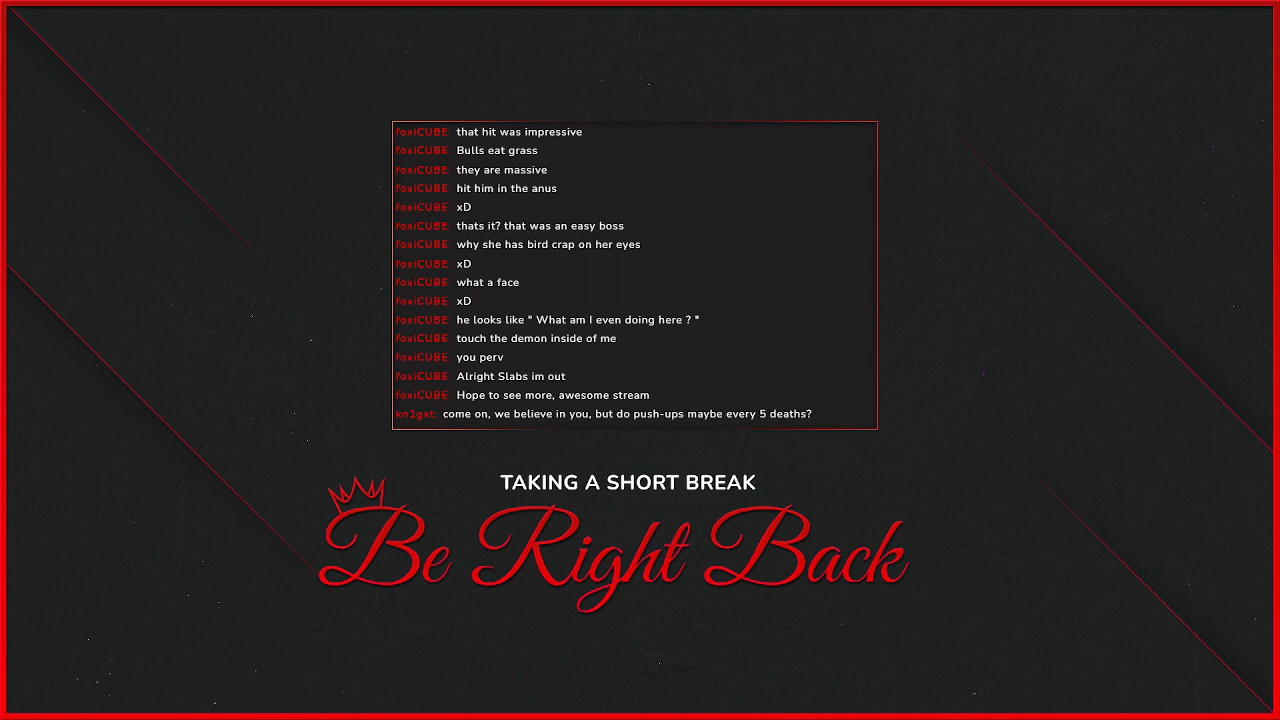 foxiCUBE: that hit was impressive
foxiCUBE: Bulls eat grass
foxiCUBE: they are massive
foxiCUBE: hit him in the anus
foxiCUBE: xD
foxiCUBE: thats it? that was an easy boss
foxiCUBE: why she has bird crap on her eyes
foxiCUBE: xD
foxiCUBE: what a face
foxiCUBE: xD
foxiCUBE: he looks like " What am I even doing here ? "
foxiCUBE: touch the demon inside of me
foxiCUBE: you perv
foxiCUBE: Alright Slabs im out
foxiCUBE: Hope to see more, awesome stream
kn1gxt: come on, we believe in you, but do push-ups maybe every 5 deaths?
TAKING A SHORT BREAK
Be Right Back